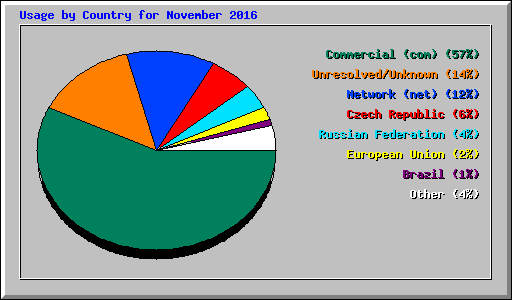 Usage by Country for November 2016
Commercial (com) (57%)
Unresolved/Unknown (14%)
Network (net) (12%)
Czech Republic (6%)
Russian Federation (4%)
European Union (2%)
Brazil (1%)
Other (4%)